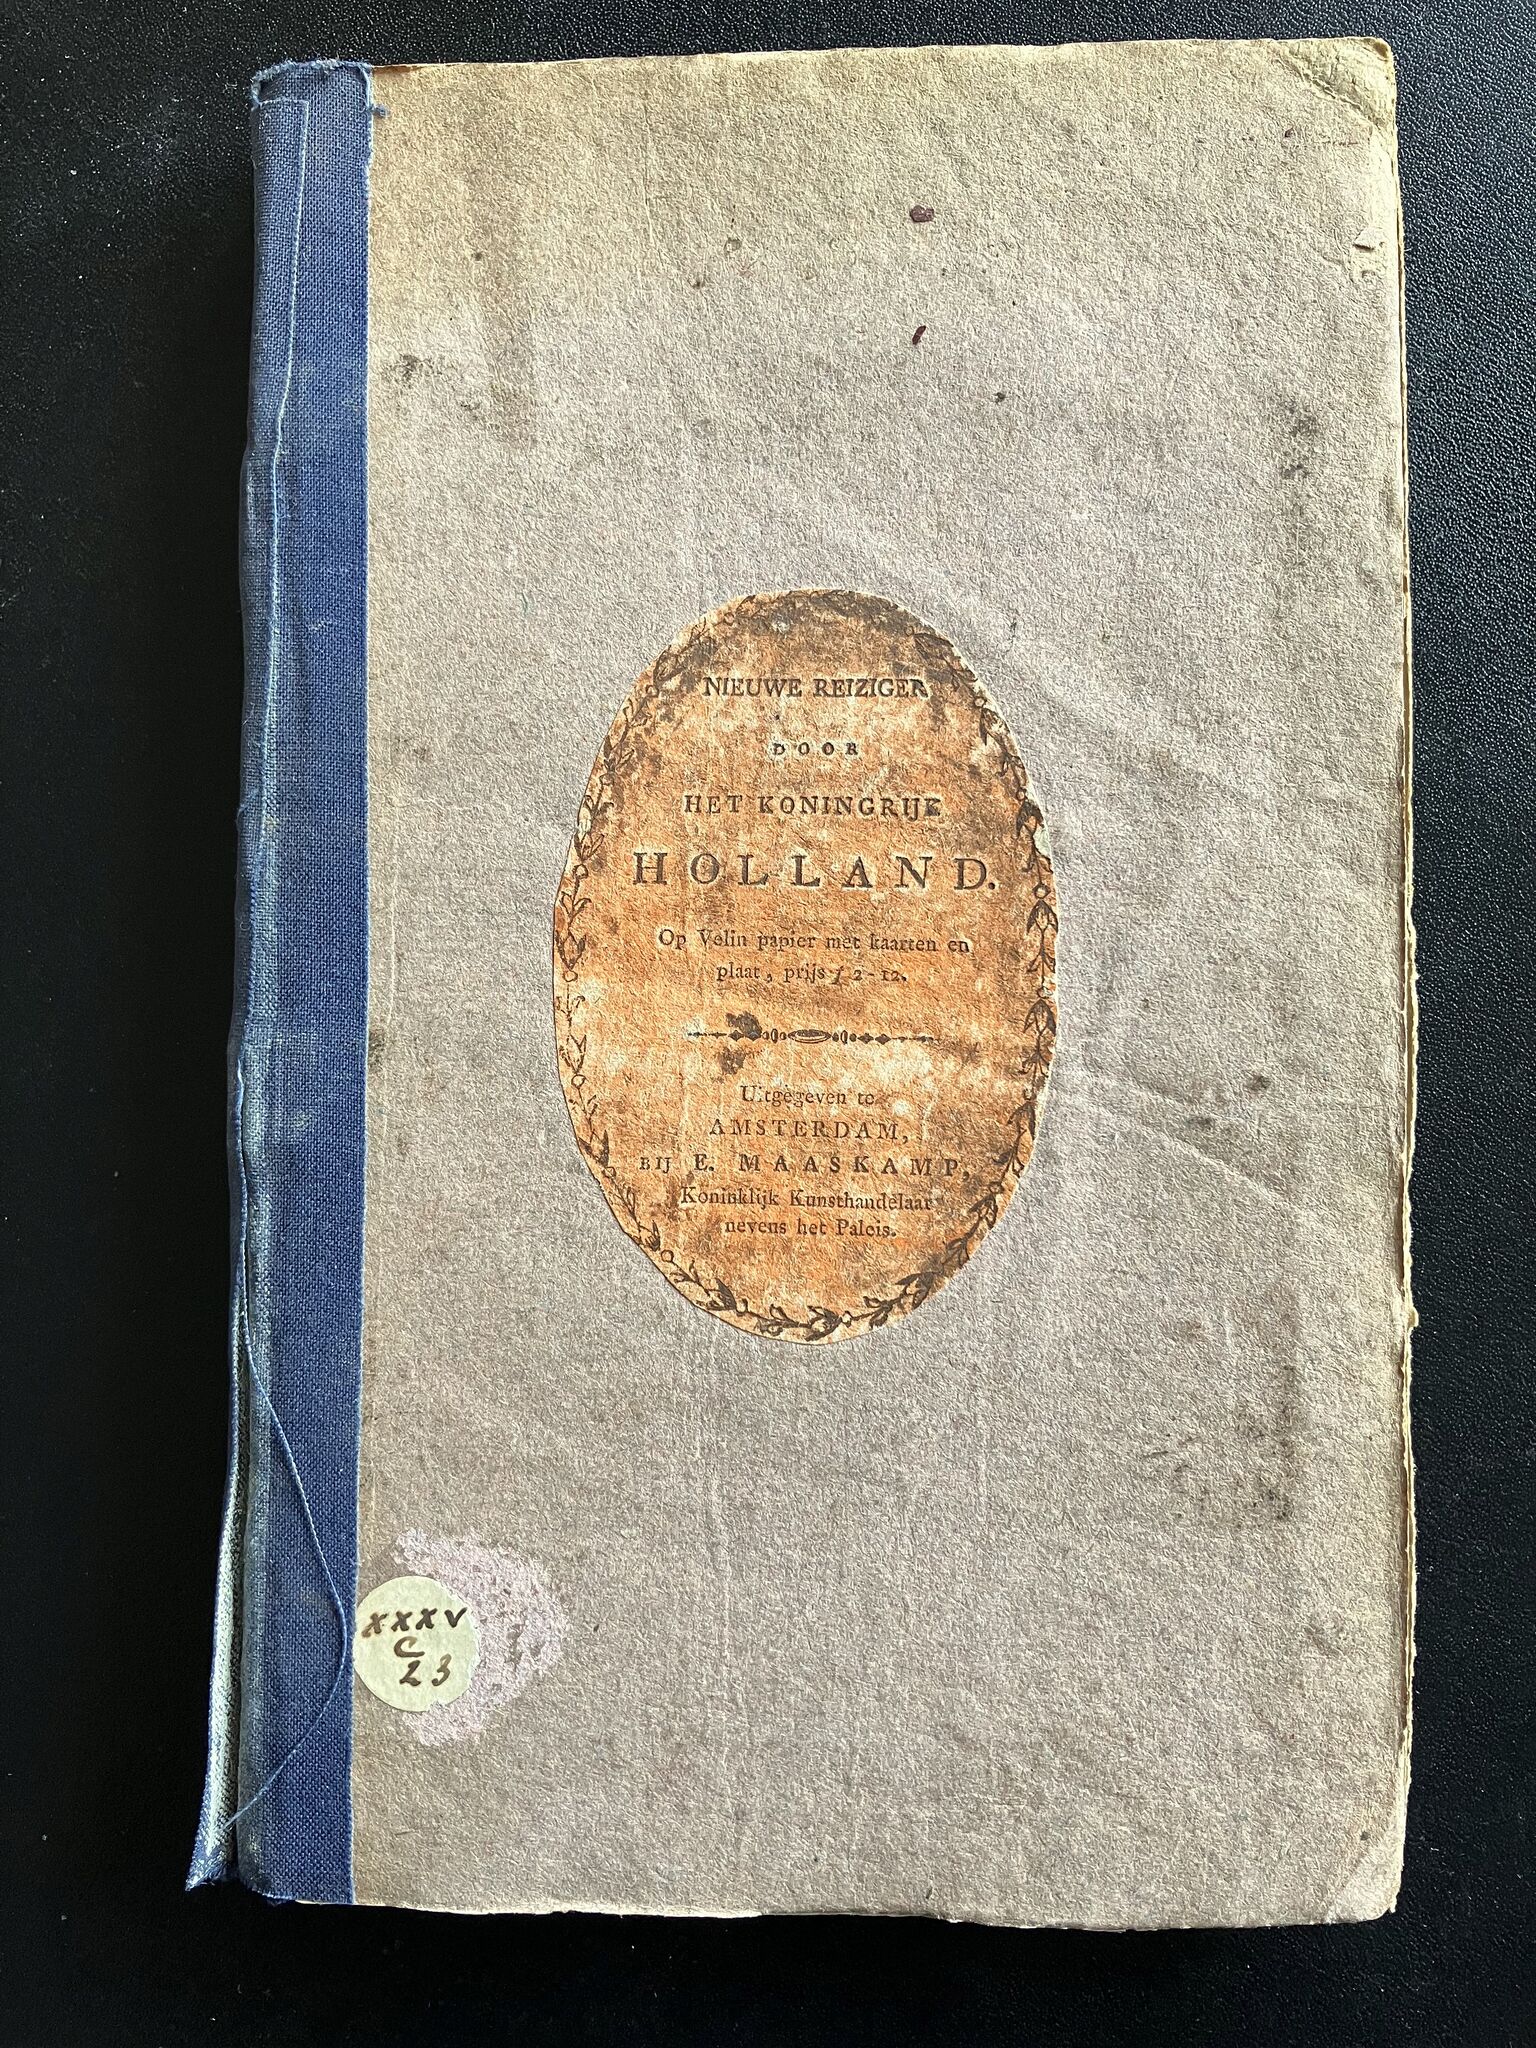 NIEUWE REIZIGER
DOOR
HET KONINGRIJK
HOLLAND.
Op Velin papier met kaarten en
plaat, prijs ƒ 2-12.
Uitgegeven te
AMSTERDAM,
BIJ E. MAASKAMP,
Koninklijk Kunsthandelaar
nevens het Paleis.
XXXV
C
23